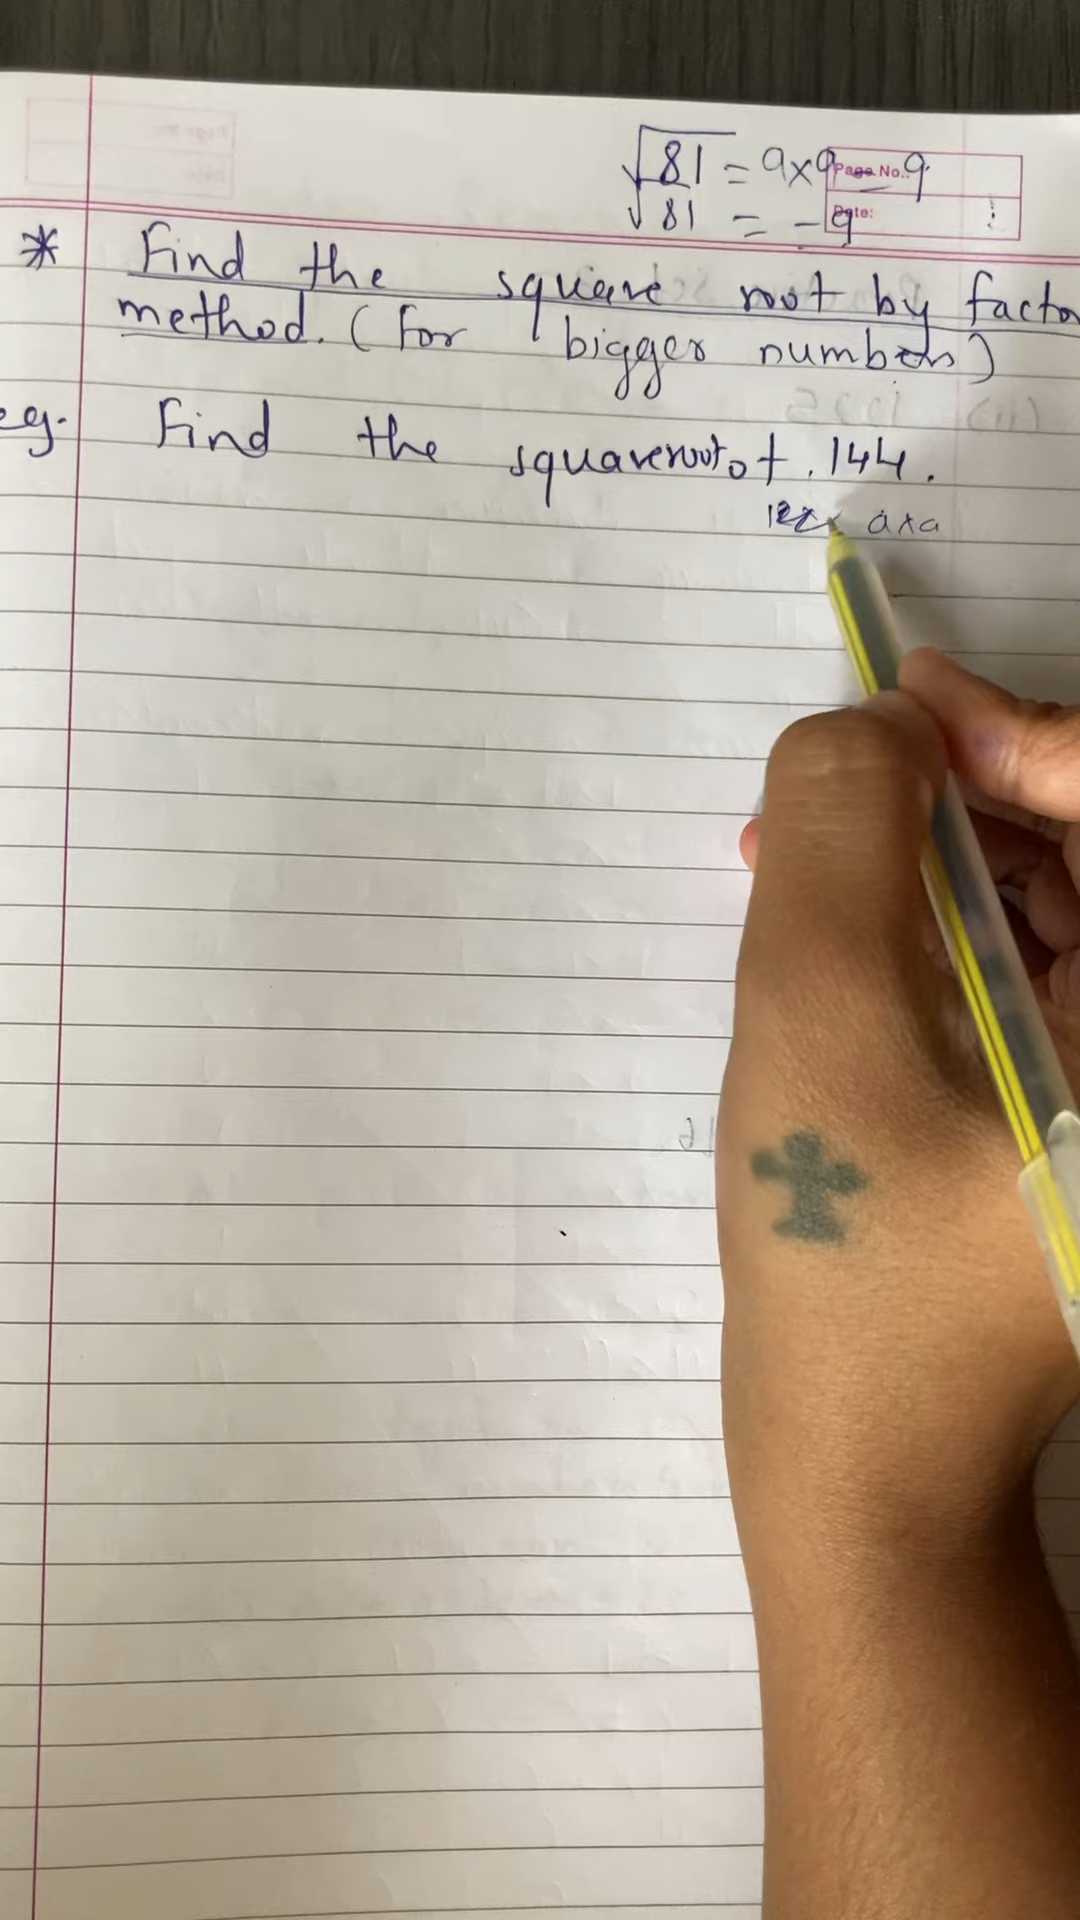 √81 = 9×9 = 9
Page No.:
√81 = -9
Date:
* Find the square root by facto
method. (For bigger numbers)
eg. Find the squareroot of 144.
a×a